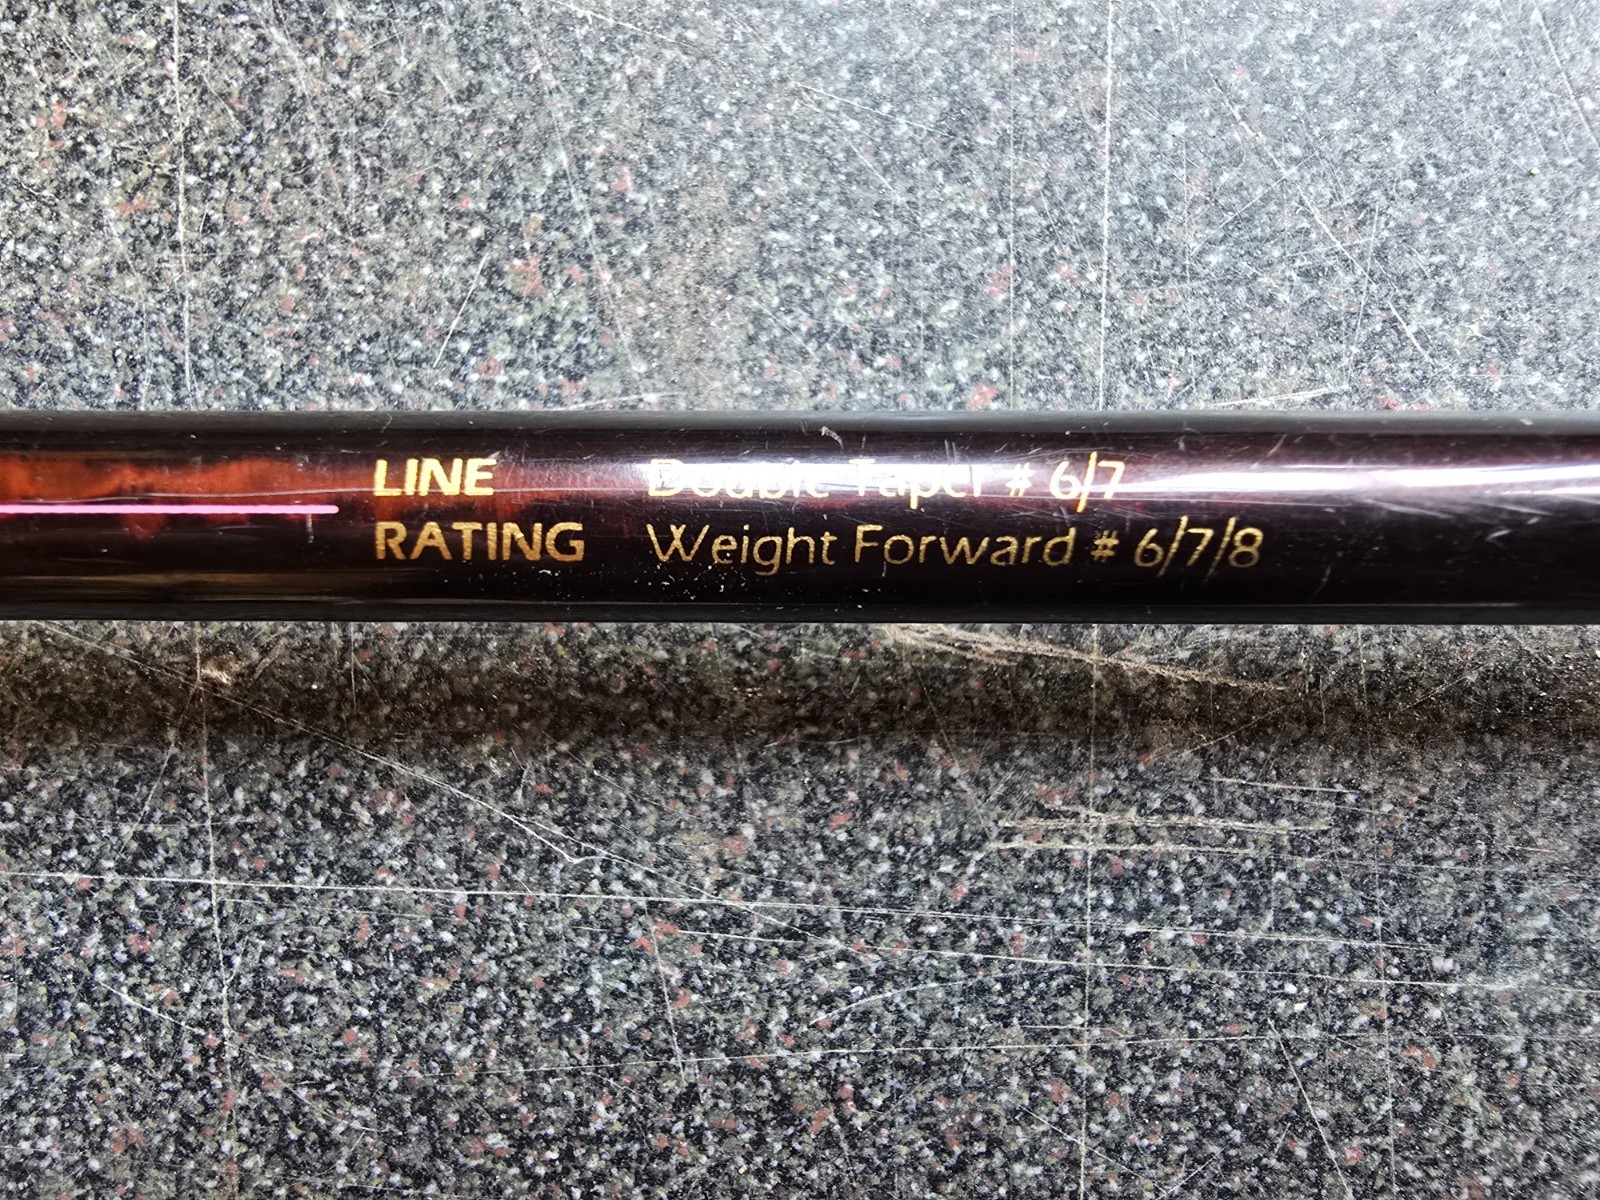 LINE Double Taper # 6/7
RATING Weight Forward # 6/7/8